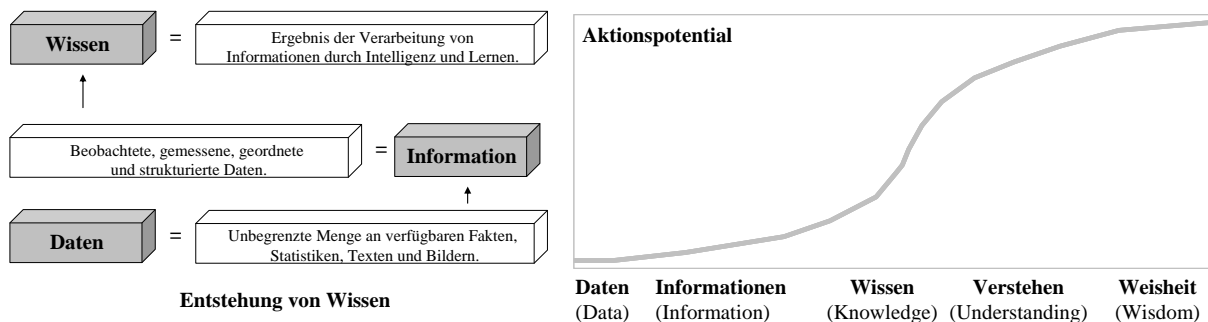 Wissen
=
Ergebnis der Verarbeitung von
Informationen durch Intelligenz und Lernen.
Beobachtete, gemessene, geordnete
und strukturierte Daten.
=
Information
Daten
=
Unbegrenzte Menge an verfügbaren Fakten,
Statistiken, Texten und Bildern.
Entstehung von Wissen
Aktionspotential
Daten Informationen Wissen Verstehen Weisheit
(Data) (Information) (Knowledge) (Understanding) (Wisdom)